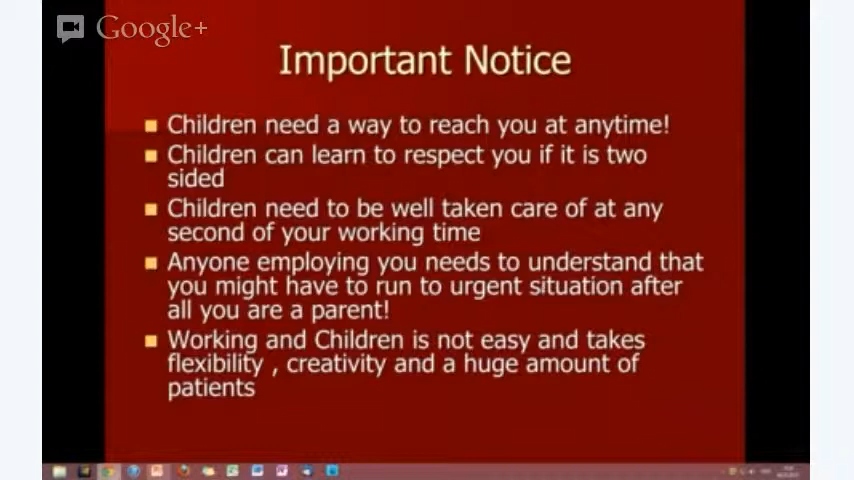 Google+
Important Notice
Children need a way to reach you at anytime!
Children can learn to respect you if it is two
sided
Children need to be well taken care of at any
second of your working time
Anyone employing you needs to understand that
you might have to run to urgent situation after
all you are a parent!
Working and Children is not easy and takes
flexibility , creativity and a huge amount of
patients